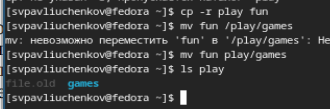 [svpavliuchenkov@fedora ~]$ cp -r play fun
[svpavliuchenkov@fedora ~]$ mv fun /play/games
mv: невозможно переместить 'fun' в '/play/games': Не
[svpavliuchenkov@fedora ~]$ mv fun play/games
[svpavliuchenkov@fedora ~]$ ls play
file.old games
[svpavliuchenkov@fedora ~]$